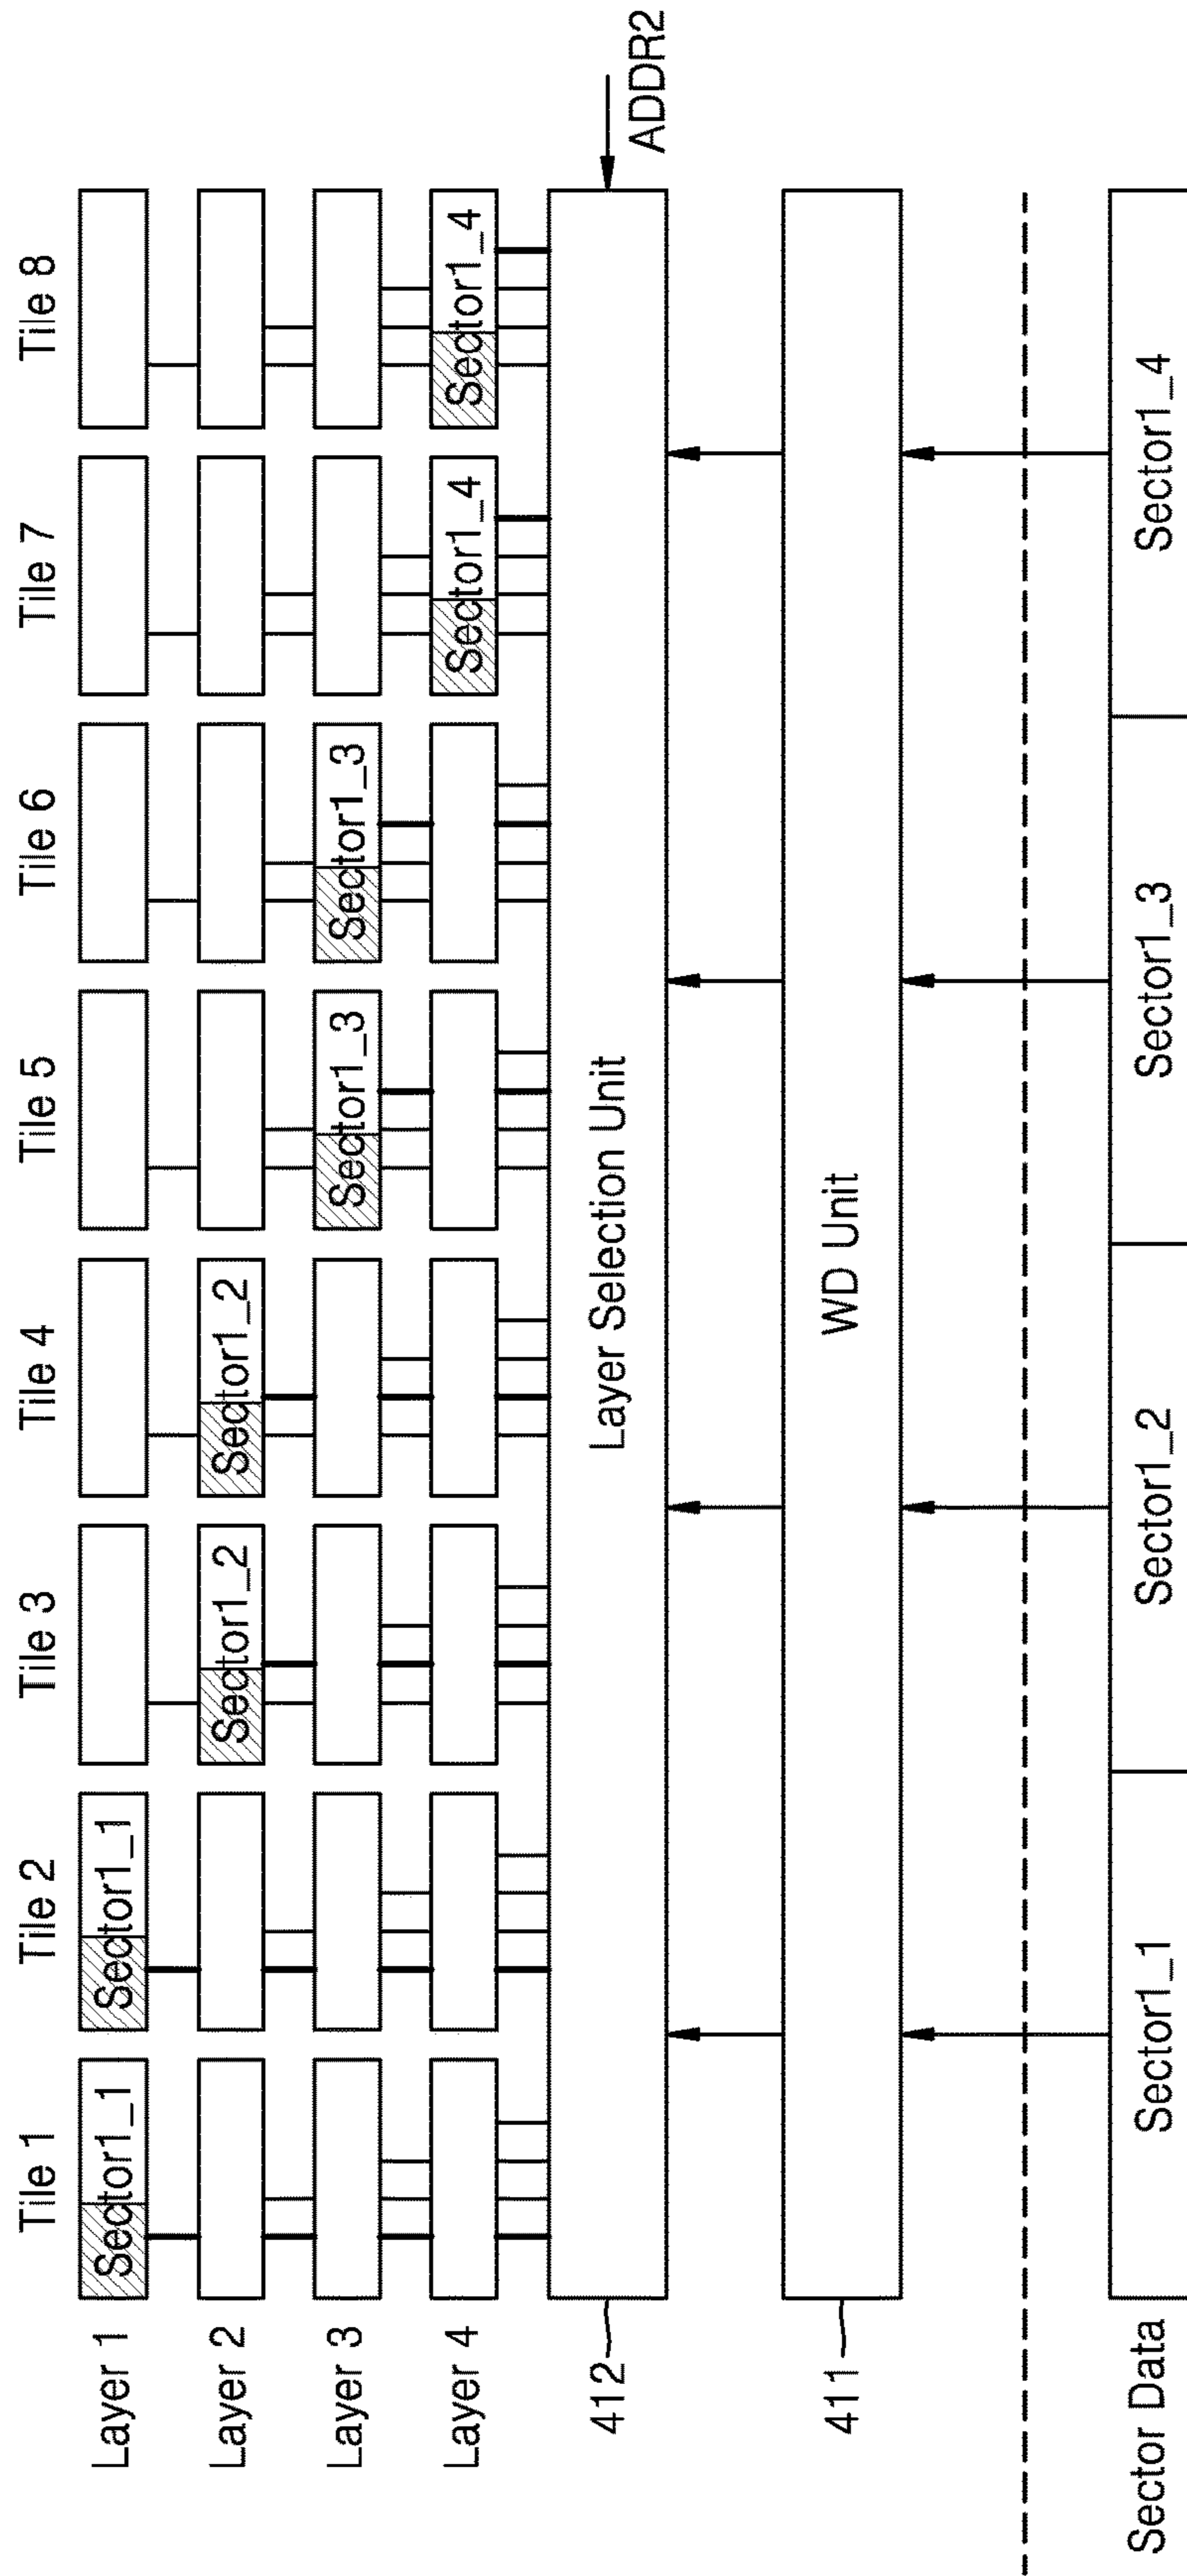 Tile 1 Tile 2 Tile 3 Tile 4 Tile 5 Tile 6 Tile 7 Tile 8
Layer 1 Sector1_1 Sector1_1
Layer 2 Sector1_2 Sector1_2
Layer 3 Sector1_3 Sector1_3
Layer 4 Sector1_4 Sector1_4
412 Layer Selection Unit ADDR2
411 WD Unit
Sector Data Sector1_1 Sector1_2 Sector1_3 Sector1_4